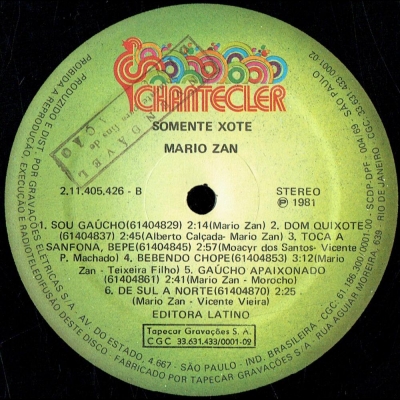 CHANTECLER
SOMENTE XOTE
MARIO ZAN
2.11.405.426 - B
STEREO
℗ 1981
1. SOU GAÚCHO(61404829) 2:14(Mario Zan) 2. DOM QUIXOTE
(61404837) 2:45(Alberto Calçada- Mario Zan) 3. TOCA A
SANFONA, BEPE(61404845) 2:57(Moacyr dos Santos- Vicente
P. Machado) 4. BEBENDO CHOPE(61404853) 3:12(Mario
Zan - Teixeira Filho) 5. GAÚCHO APAIXONADO
(61404861) 2:41(Mario Zan - Morocho)
6. DE SUL A NORTE(61404870) 2:25
(Mario Zan - Vicente Vieira)
EDITORA LATINO
Tapecar Gravações S. A.
CGC 33.631.433/0001-09
PRODUZIDO E DIST. POR GRAVAÇÕES ELÉTRICAS S/A. AV. DO ESTADO, 4.667 - SÃO PAULO - IND. BRASILEIRA - CGC. 61.186.300/0001-00 - SCDP-DPF- 004/69 SÃO PAULO
PROIBIDA A REPRODUÇÃO, EXECUÇÃO E RADIOTELEDIFUSÃO DESTE DISCO
FABRICADO POR TAPECAR GRAVAÇÕES S/A - RUA AGUIAR MOREIRA, 639 - RIO DE JANEIRO - CGC: 33.631.433 0001-02